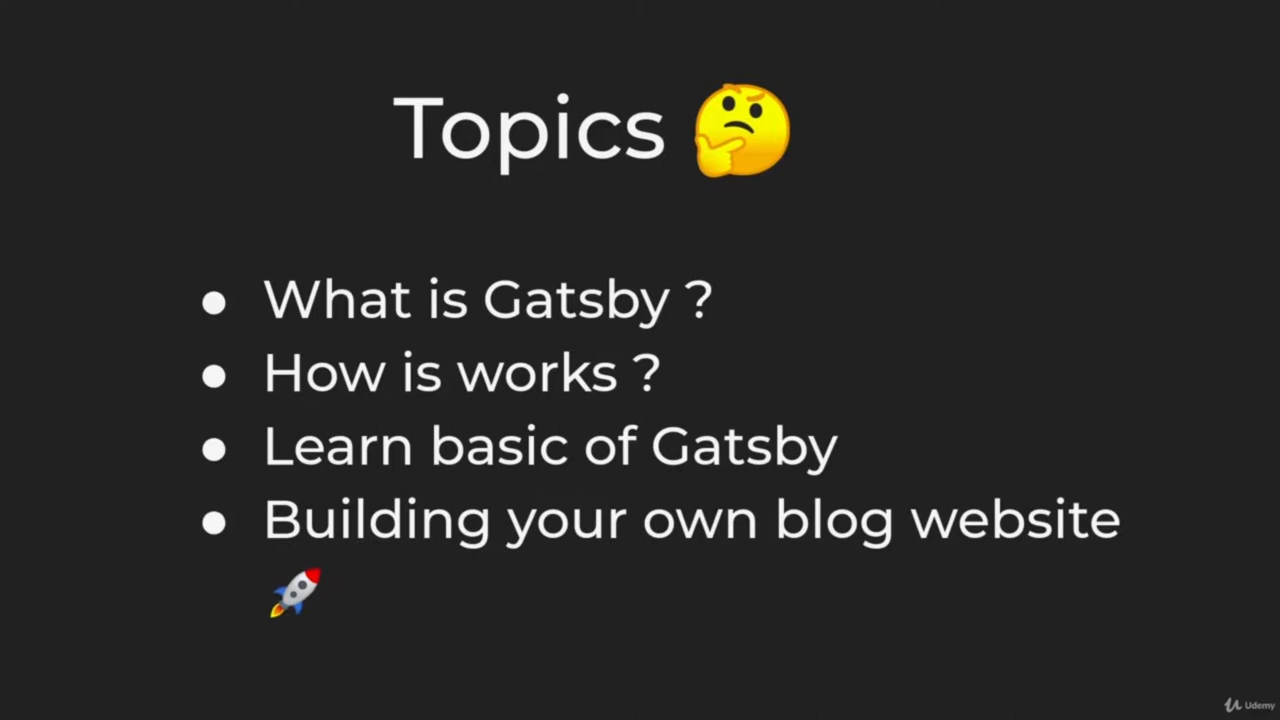 Topics 🤔
● What is Gatsby ?
● How is works ?
● Learn basic of Gatsby
● Building your own blog website
🚀
Udemy